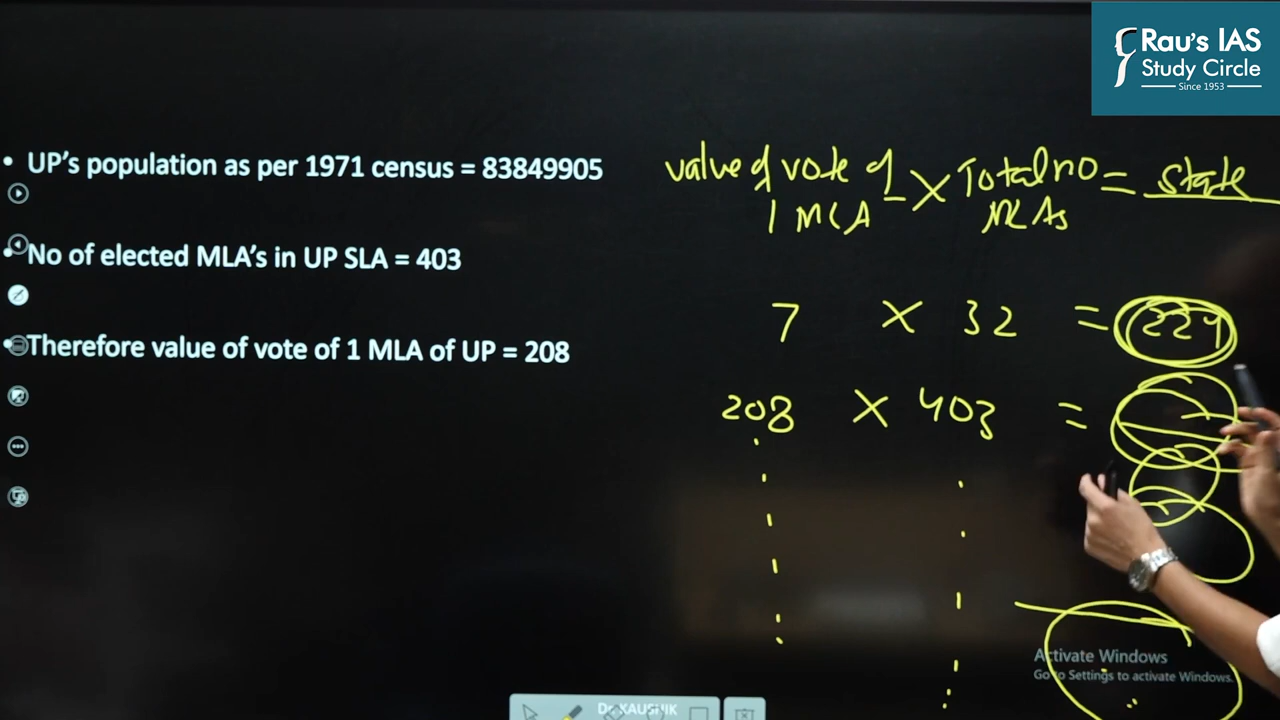 Rau's IAS
Study Circle
Since 1953
• UP's population as per 1971 census = 83849905
• No of elected MLA's in UP SLA = 403
• Therefore value of vote of 1 MLA of UP = 208
value of vote of 1 MLA × Total no MLAs = state
7 × 32 = 224
208 × 403 =
Activate Windows
Go to Settings to activate Windows.
Dr KAUSHIK